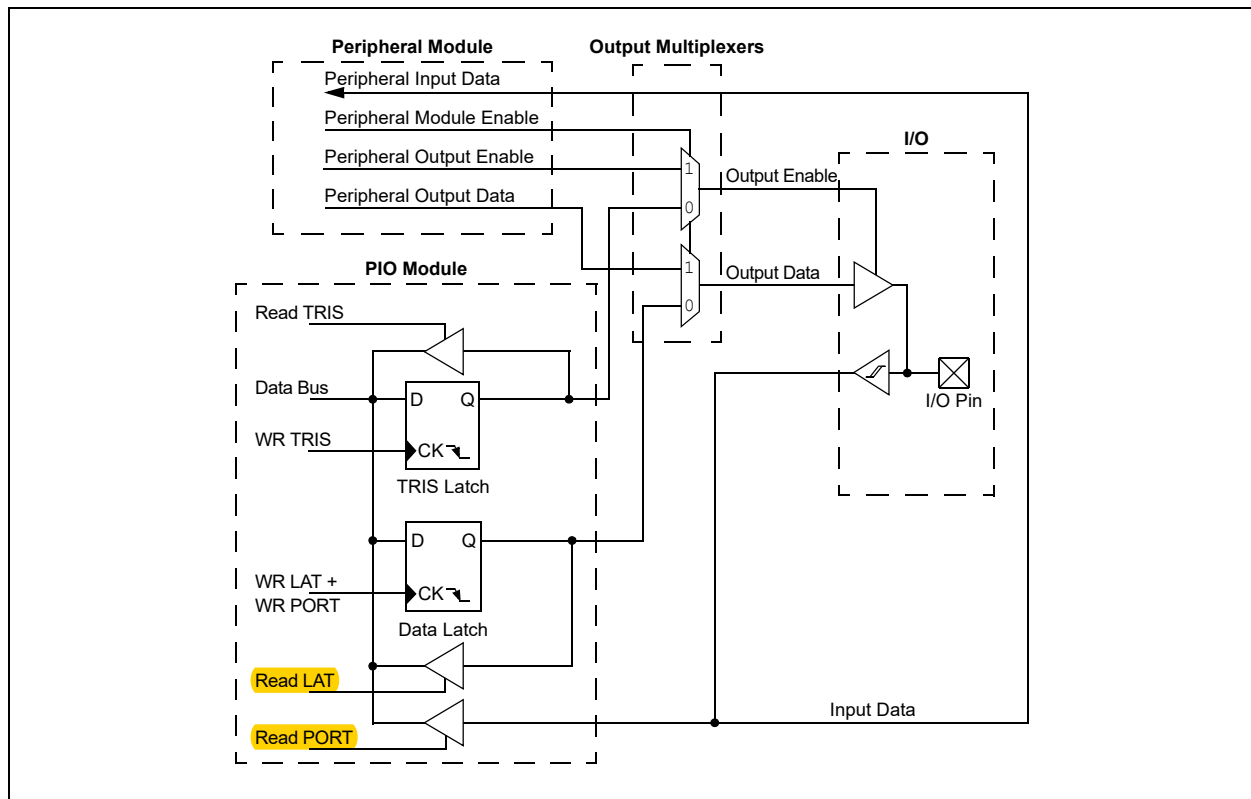 Peripheral Module
Output Multiplexers
Peripheral Input Data
Peripheral Module Enable
I/O
Peripheral Output Enable
1
Output Enable
Peripheral Output Data
0
PIO Module
1
Output Data
Read TRIS
0
Data Bus
D
Q
I/O Pin
WR TRIS
CK
TRIS Latch
D
Q
WR LAT +
WR PORT
CK
Data Latch
Read LAT
Input Data
Read PORT